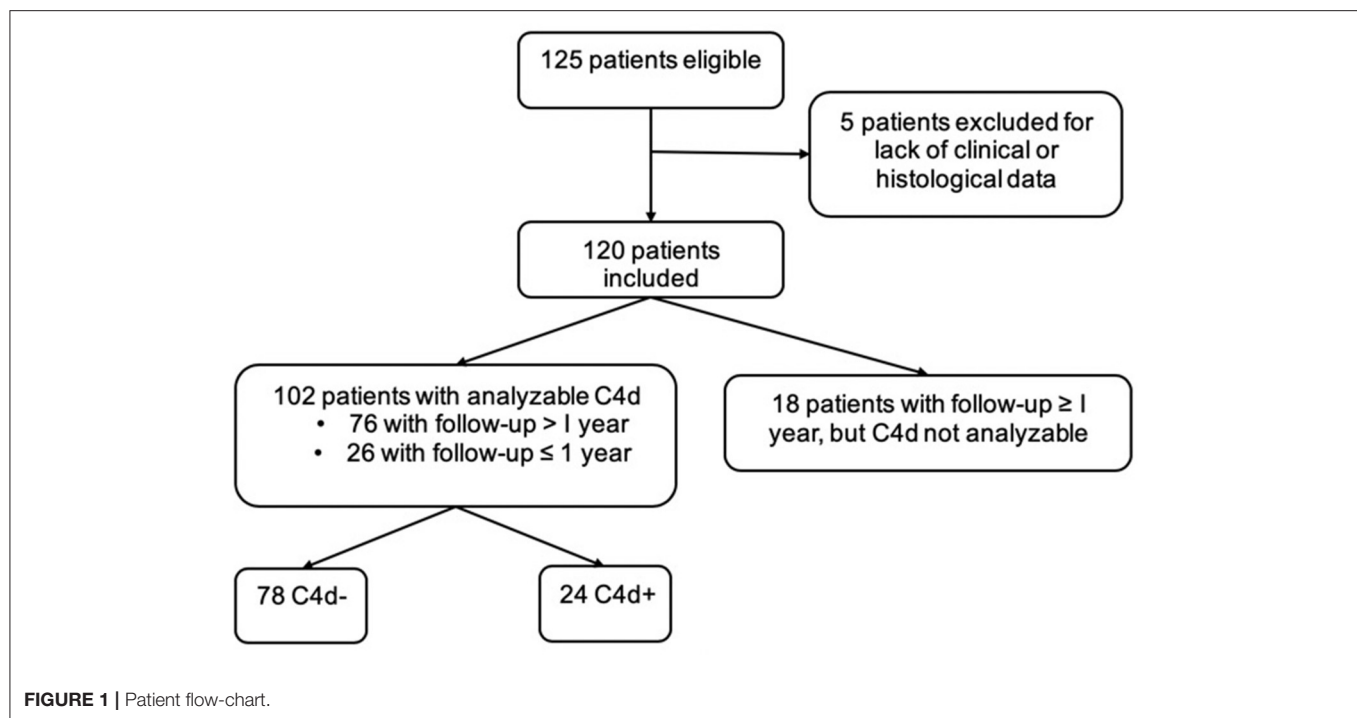 125 patients eligible
5 patients excluded for
lack of clinical or
histological data
120 patients
included
102 patients with analyzable C4d
• 76 with follow-up > I year
• 26 with follow-up ≤ 1 year
18 patients with follow-up ≥ I
year, but C4d not analyzable
78 C4d-
24 C4d+
FIGURE 1 | Patient flow-chart.